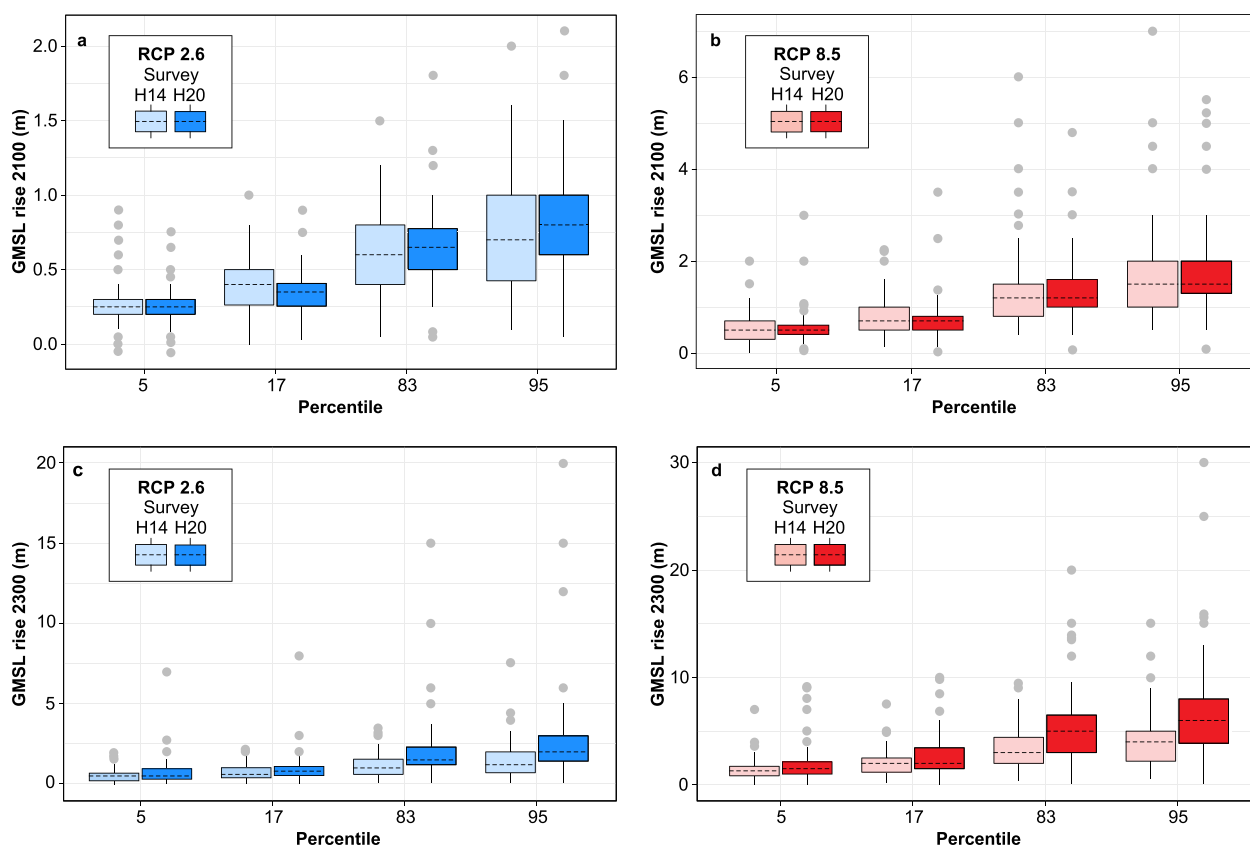 a
RCP 2.6
Survey
H14 H20
GMSL rise 2100 (m)
2.0
1.5
1.0
0.5
0.0
5 17 83 95
Percentile
b
RCP 8.5
Survey
H14 H20
GMSL rise 2100 (m)
6
4
2
0
5 17 83 95
Percentile
c
RCP 2.6
Survey
H14 H20
GMSL rise 2300 (m)
20
15
10
5
0
5 17 83 95
Percentile
d
RCP 8.5
Survey
H14 H20
GMSL rise 2300 (m)
30
20
10
0
5 17 83 95
Percentile